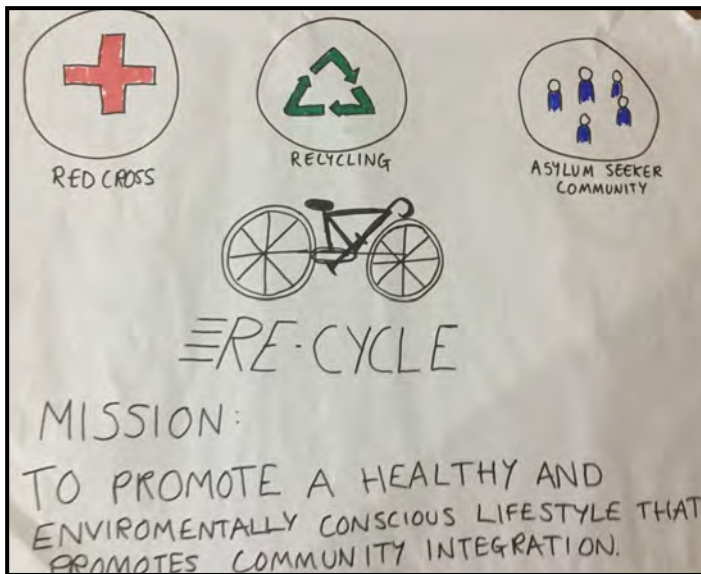 RED CROSS
RECYCLING
ASYLUM SEEKER
COMMUNITY
RE-CYCLE
MISSION:
TO PROMOTE A HEALTHY AND
ENVIROMENTALLY CONSCIOUS LIFESTYLE THAT
PROMOTES COMMUNITY INTEGRATION.